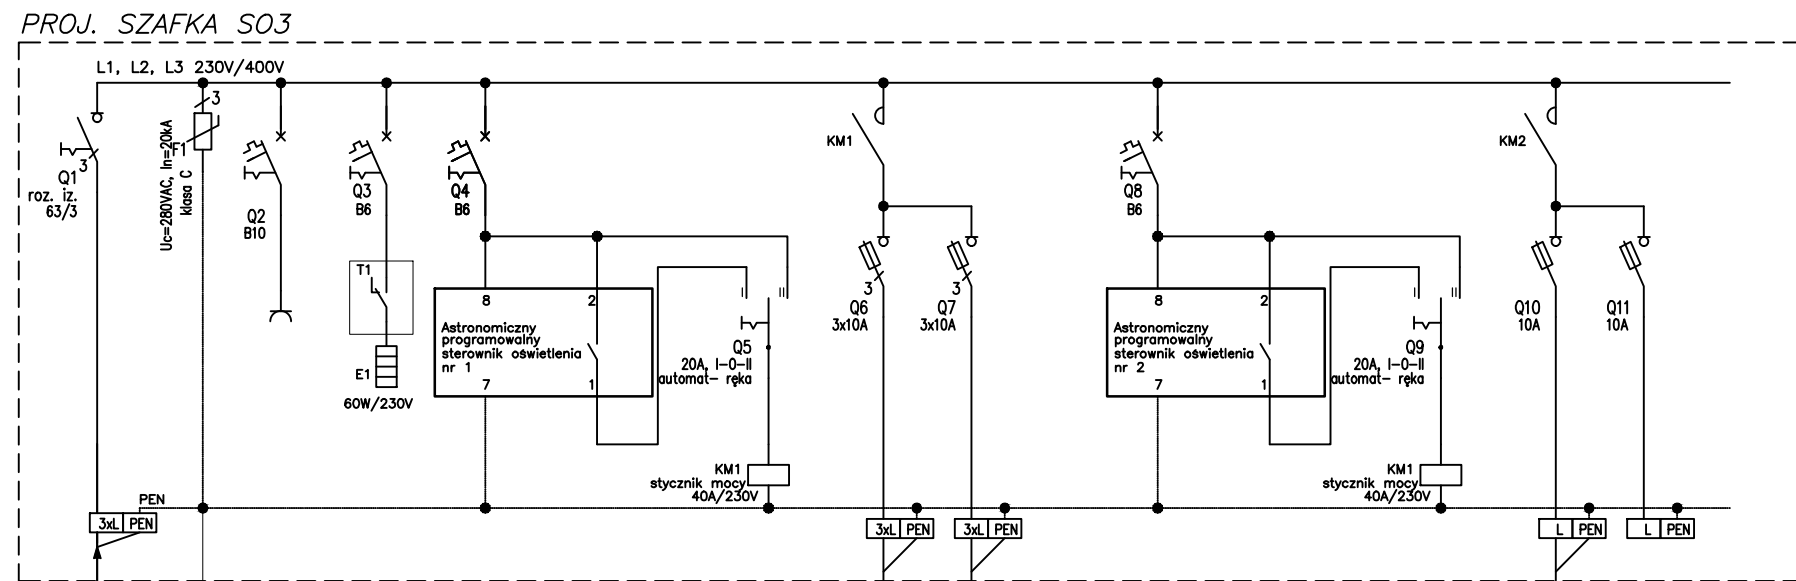 PROJ. SZAFKA SO3
L1, L2, L3 230V/400V
3
Q1
roz. iz.
63/3
3
F1
Uc=280VAC, In=20kA
klasa C
Q2
B10
Q3
B6
T1
E1
60W/230V
Q4
B6
8
2
Astronomiczny
programowalny
sterownik oświetlenia
nr 1
7
1
I
II
Q5
20A, I-0-II
automat- ręka
KM1
stycznik mocy
40A/230V
KM1
3
Q6
3x10A
3
Q7
3x10A
Q8
B6
8
2
Astronomiczny
programowalny
sterownik oświetlenia
nr 2
7
1
I
II
Q9
20A, I-0-II
automat- ręka
KM1
stycznik mocy
40A/230V
KM2
Q10
10A
Q11
10A
PEN
3xL PEN
3xL PEN
3xL PEN
L PEN
L PEN